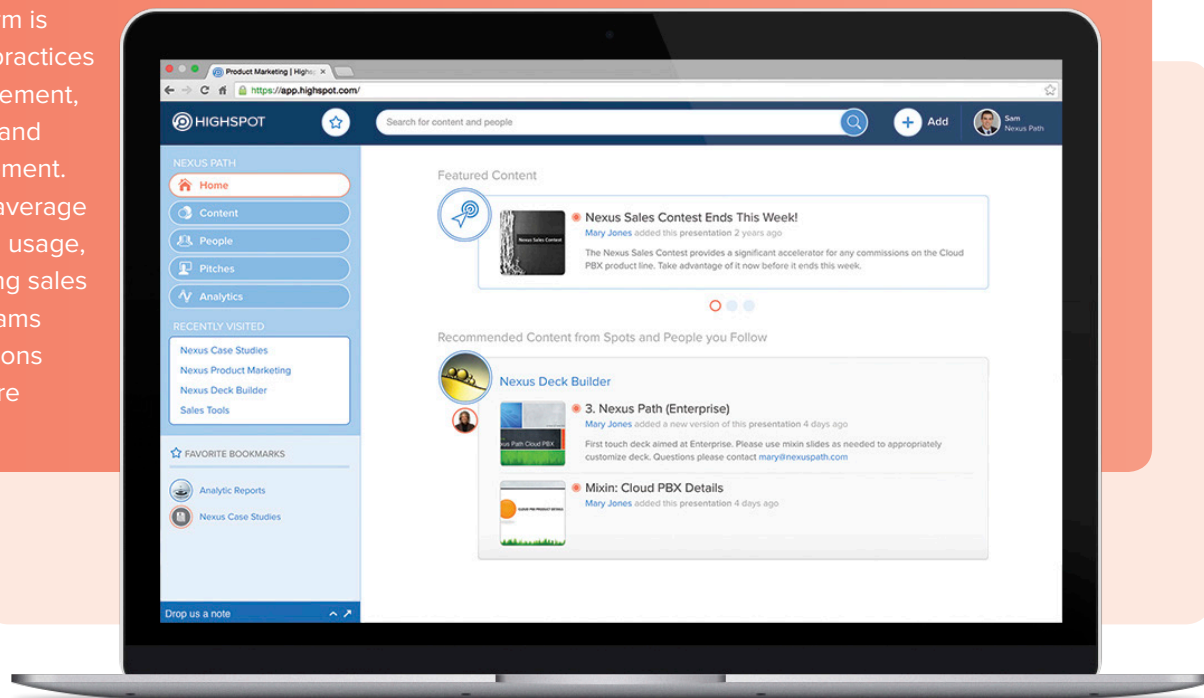 rm is
practices
ement,
and
ment.
average
usage,
ng sales
ams
ons
re
Product Marketing | Highs
https://app.highspot.com/
HIGHSPOT
Search for content and people
Add
Sam
Nexus Path
NEXUS PATH
Home
Content
People
Pitches
Analytics
RECENTLY VISITED
Nexus Case Studies
Nexus Product Marketing
Nexus Deck Builder
Sales Tools
FAVORITE BOOKMARKS
Analytic Reports
Nexus Case Studies
Drop us a note
Featured Content
Nexus Sales Contest
Nexus Sales Contest Ends This Week!
Mary Jones added this presentation 2 years ago
The Nexus Sales Contest provides a significant accelerator for any commissions on the Cloud
PBX product line. Take advantage of it now before it ends this week.
Recommended Content from Spots and People you Follow
Nexus Deck Builder
us Path Cloud PBX
3. Nexus Path (Enterprise)
Mary Jones added a new version of this presentation 4 days ago
First touch deck aimed at Enterprise. Please use mixin slides as needed to appropriately
customize deck. Questions please contact mary@nexuspath.com
CLOUD PBX PRODUCT DETAILS
Mixin: Cloud PBX Details
Mary Jones added this presentation 4 days ago